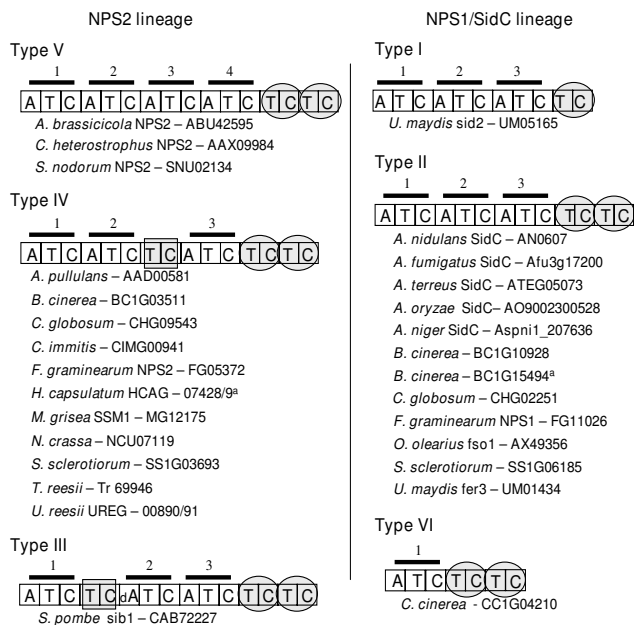 NPS2 lineage
Type V
1 2 3 4
A T C A T C A T C A T C T C T C
A. brassicicola NPS2 – ABU42595
C. heterostrophus NPS2 – AAX09984
S. nodorum NPS2 – SNU02134
Type IV
1 2 3
A T C A T C T C A T C T C T C
A. pullulans – AAD00581
B. cinerea – BC1G03511
C. globosum – CHG09543
C. immitis – CIMG00941
F. graminearum NPS2 – FG05372
H. capsulatum HCAG – 07428/9ª
M. grisea SSM1 – MG12175
N. crassa – NCU07119
S. sclerotiorum – SS1G03693
T. reesii – Tr 69946
U. reesii UREG – 00890/91
Type III
1 2 3
A T C T C dA T C A T C T C T C
S. pombe sib1 – CAB72227
NPS1/SidC lineage
Type I
1 2 3
A T C A T C A T C T C
U. maydis sid2 – UM05165
Type II
1 2 3
A T C A T C A T C T C T C
A. nidulans SidC – AN0607
A. fumigatus SidC – Afu3g17200
A. terreus SidC – ATEG05073
A. oryzae SidC– AO9002300528
A. niger SidC – Aspni1_207636
B. cinerea – BC1G10928
B. cinerea – BC1G15494ª
C. globosum – CHG02251
F. graminearum NPS1 – FG11026
O. olearius fso1 – AX49356
S. sclerotiorum – SS1G06185
U. maydis fer3 – UM01434
Type VI
1
A T C T C T C
C. cinerea - CC1G04210